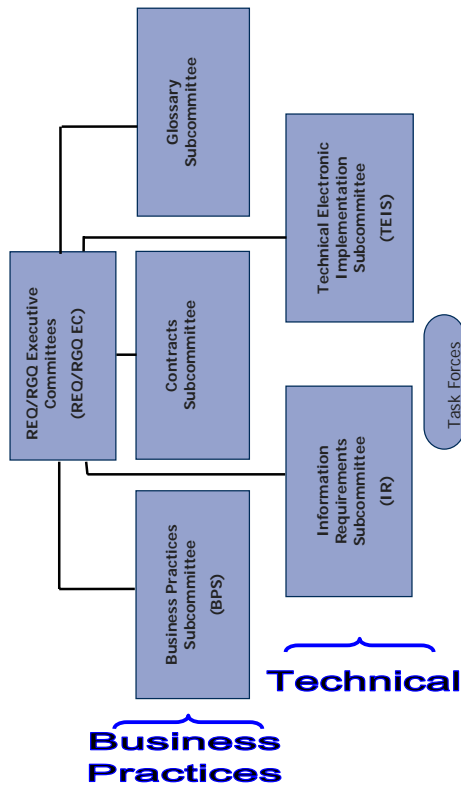 REQ/RGQ Executive
Committees
(REQ/RGQ EC)
Business Practices
Subcommittee
(BPS)
Contracts
Subcommittee
Glossary
Subcommittee
Information
Requirements
Subcommittee
(IR)
Technical Electronic
Implementation
Subcommittee
(TEIS)
Task Forces
Business
Practices
Technical